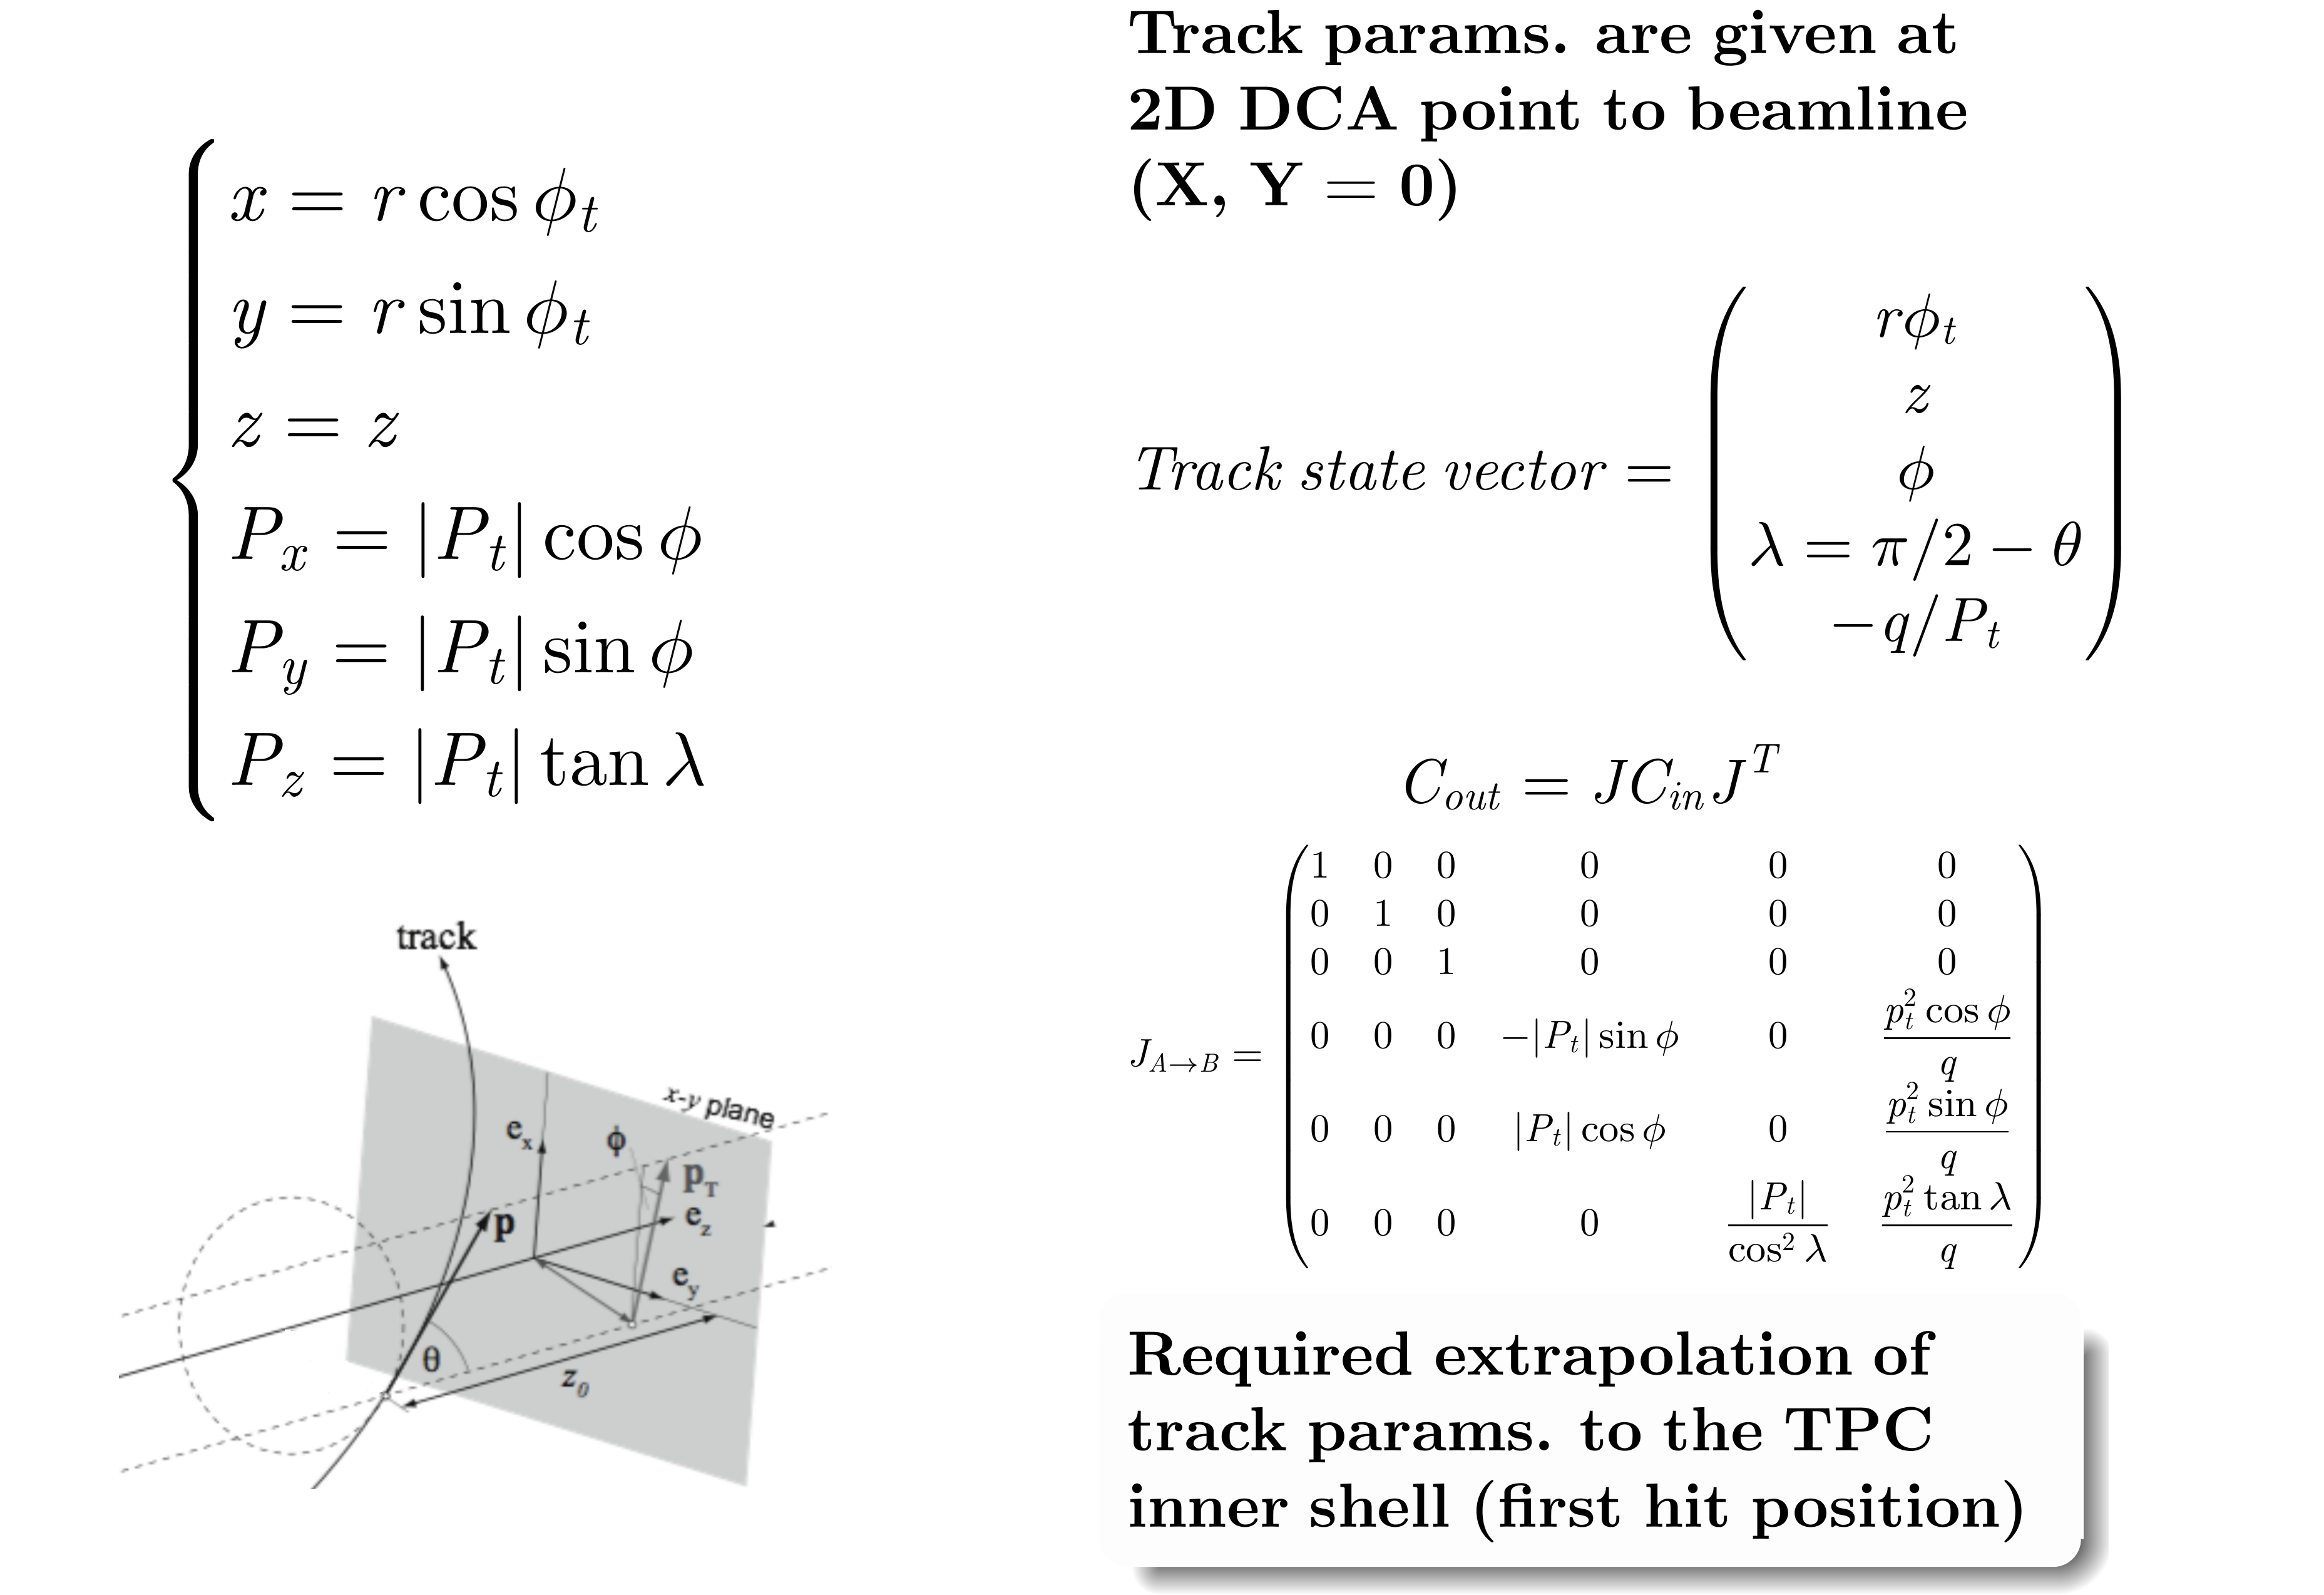 x = r cos ϕ_t
y = r sin ϕ_t
z = z
P_x = |P_t| cos ϕ
P_y = |P_t| sin ϕ
P_z = |P_t| tan λ
track
x-y plane
e_x
ϕ
p_T
p
e_z
e_y
θ
z_0
Track params. are given at
2D DCA point to beamline
(X, Y = 0)
Track state vector =
rϕ_t
z
ϕ
λ = π/2 − θ
−q/P_t
C_out = JC_in J^T
J_A→B =
1 0 0 0 0 0
0 1 0 0 0 0
0 0 1 0 0 0
0 0 0 −|P_t| sin ϕ 0 p_t^2 cos ϕ / q
0 0 0 |P_t| cos ϕ 0 p_t^2 sin ϕ / q
0 0 0 0 |P_t| / cos^2 λ p_t^2 tan λ / q
Required extrapolation of
track params. to the TPC
inner shell (first hit position)